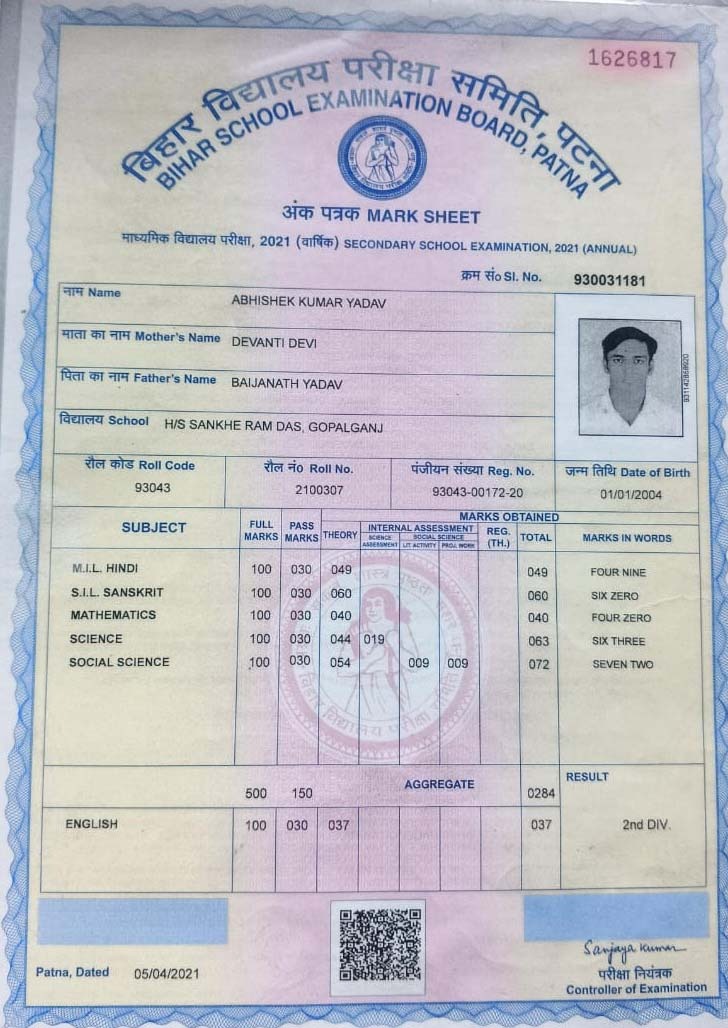 1626817
बिहार विद्यालय परीक्षा समिति, पटना
BIHAR SCHOOL EXAMINATION BOARD, PATNA
अंक पत्रक MARK SHEET
माध्यमिक विद्यालय परीक्षा, 2021 (वार्षिक) SECONDARY SCHOOL EXAMINATION, 2021 (ANNUAL)
क्रम सं० Sl. No. 930031181
नाम Name ABHISHEK KUMAR YADAV
माता का नाम Mother's Name DEVANTI DEVI
पिता का नाम Father's Name BAIJANATH YADAV
विद्यालय School H/S SANKHE RAM DAS, GOPALGANJ
रौल कोड Roll Code रौल नं० Roll No. पंजीयन संख्या Reg. No. जन्म तिथि Date of Birth
93043 2100307 93043-00172-20 01/01/2004
MARKS OBTAINED
SUBJECT FULL MARKS PASS MARKS THEORY INTERNAL ASSESSMENT REG. (TH.) TOTAL MARKS IN WORDS
SCIENCE ASSESSMENT SOCIAL SCIENCE
LIT. ACTIVITY PROJ. WORK
M.I.L. HINDI 100 030 049 049 FOUR NINE
S.I.L. SANSKRIT 100 030 060 060 SIX ZERO
MATHEMATICS 100 030 040 040 FOUR ZERO
SCIENCE 100 030 044 019 063 SIX THREE
SOCIAL SCIENCE 100 030 054 009 009 072 SEVEN TWO
500 150 AGGREGATE 0284 RESULT
ENGLISH 100 030 037 037 2nd DIV.
Sanjaya Kumar
Patna, Dated 05/04/2021
परीक्षा नियंत्रक
Controller of Examination